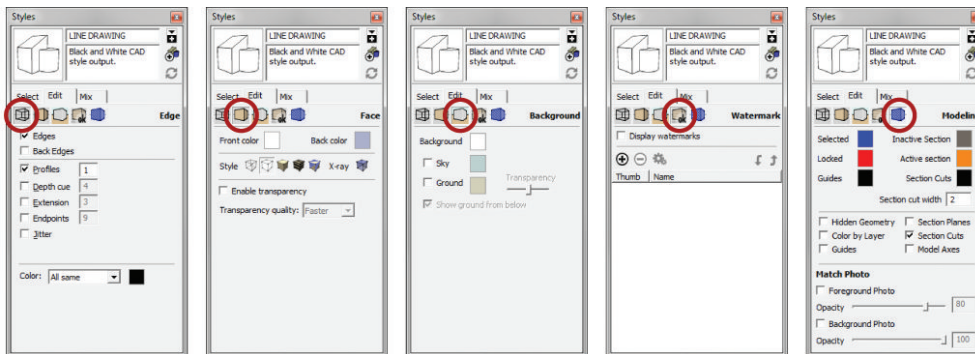 Styles
LINE DRAWING
Black and White CAD
style output.
Select Edit Mix
Edge
Edges
Back Edges
Profiles 1
Depth cue 4
Extension 3
Endpoints 9
Jitter
Color: All same
Styles
LINE DRAWING
Black and White CAD
style output.
Select Edit Mix
Face
Front color Back color
Style X-ray
Enable transparency
Transparency quality: Faster
Styles
LINE DRAWING
Black and White CAD
style output.
Select Edit Mix
Background
Background
Sky
Transparency
Ground
Show ground from below
Styles
LINE DRAWING
Black and White CAD
style output.
Select Edit Mix
Watermark
Display watermarks
Thumb Name
Styles
LINE DRAWING
Black and White CAD
style output.
Select Edit Mix
Modelin
Selected Inactive Section
Locked Active section
Guides Section Cuts
Section cut width 2
Hidden Geometry Section Planes
Color by Layer Section Cuts
Guides Model Axes
Match Photo
Foreground Photo
Opacity 80
Background Photo
Opacity 100